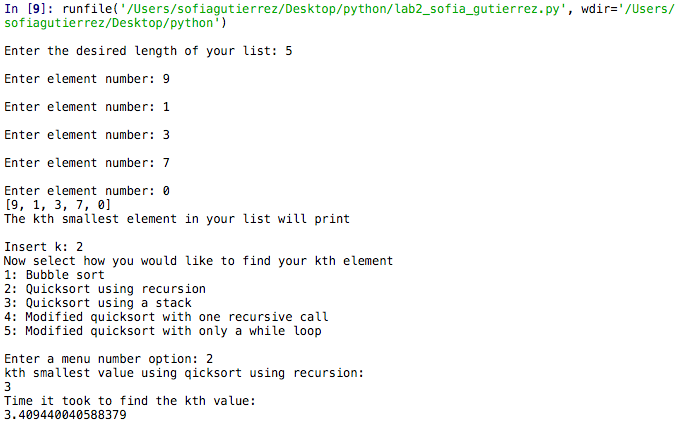 In [9]: runfile('/Users/sofiagutierrez/Desktop/python/lab2_sofia_gutierrez.py', wdir='/Users/
sofiagutierrez/Desktop/python')
Enter the desired length of your list: 5
Enter element number: 9
Enter element number: 1
Enter element number: 3
Enter element number: 7
Enter element number: 0
[9, 1, 3, 7, 0]
The kth smallest element in your list will print
Insert k: 2
Now select how you would like to find your kth element
1: Bubble sort
2: Quicksort using recursion
3: Quicksort using a stack
4: Modified quicksort with one recursive call
5: Modified quicksort with only a while loop
Enter a menu number option: 2
kth smallest value using qicksort using recursion:
3
Time it took to find the kth value:
3.409440040588379